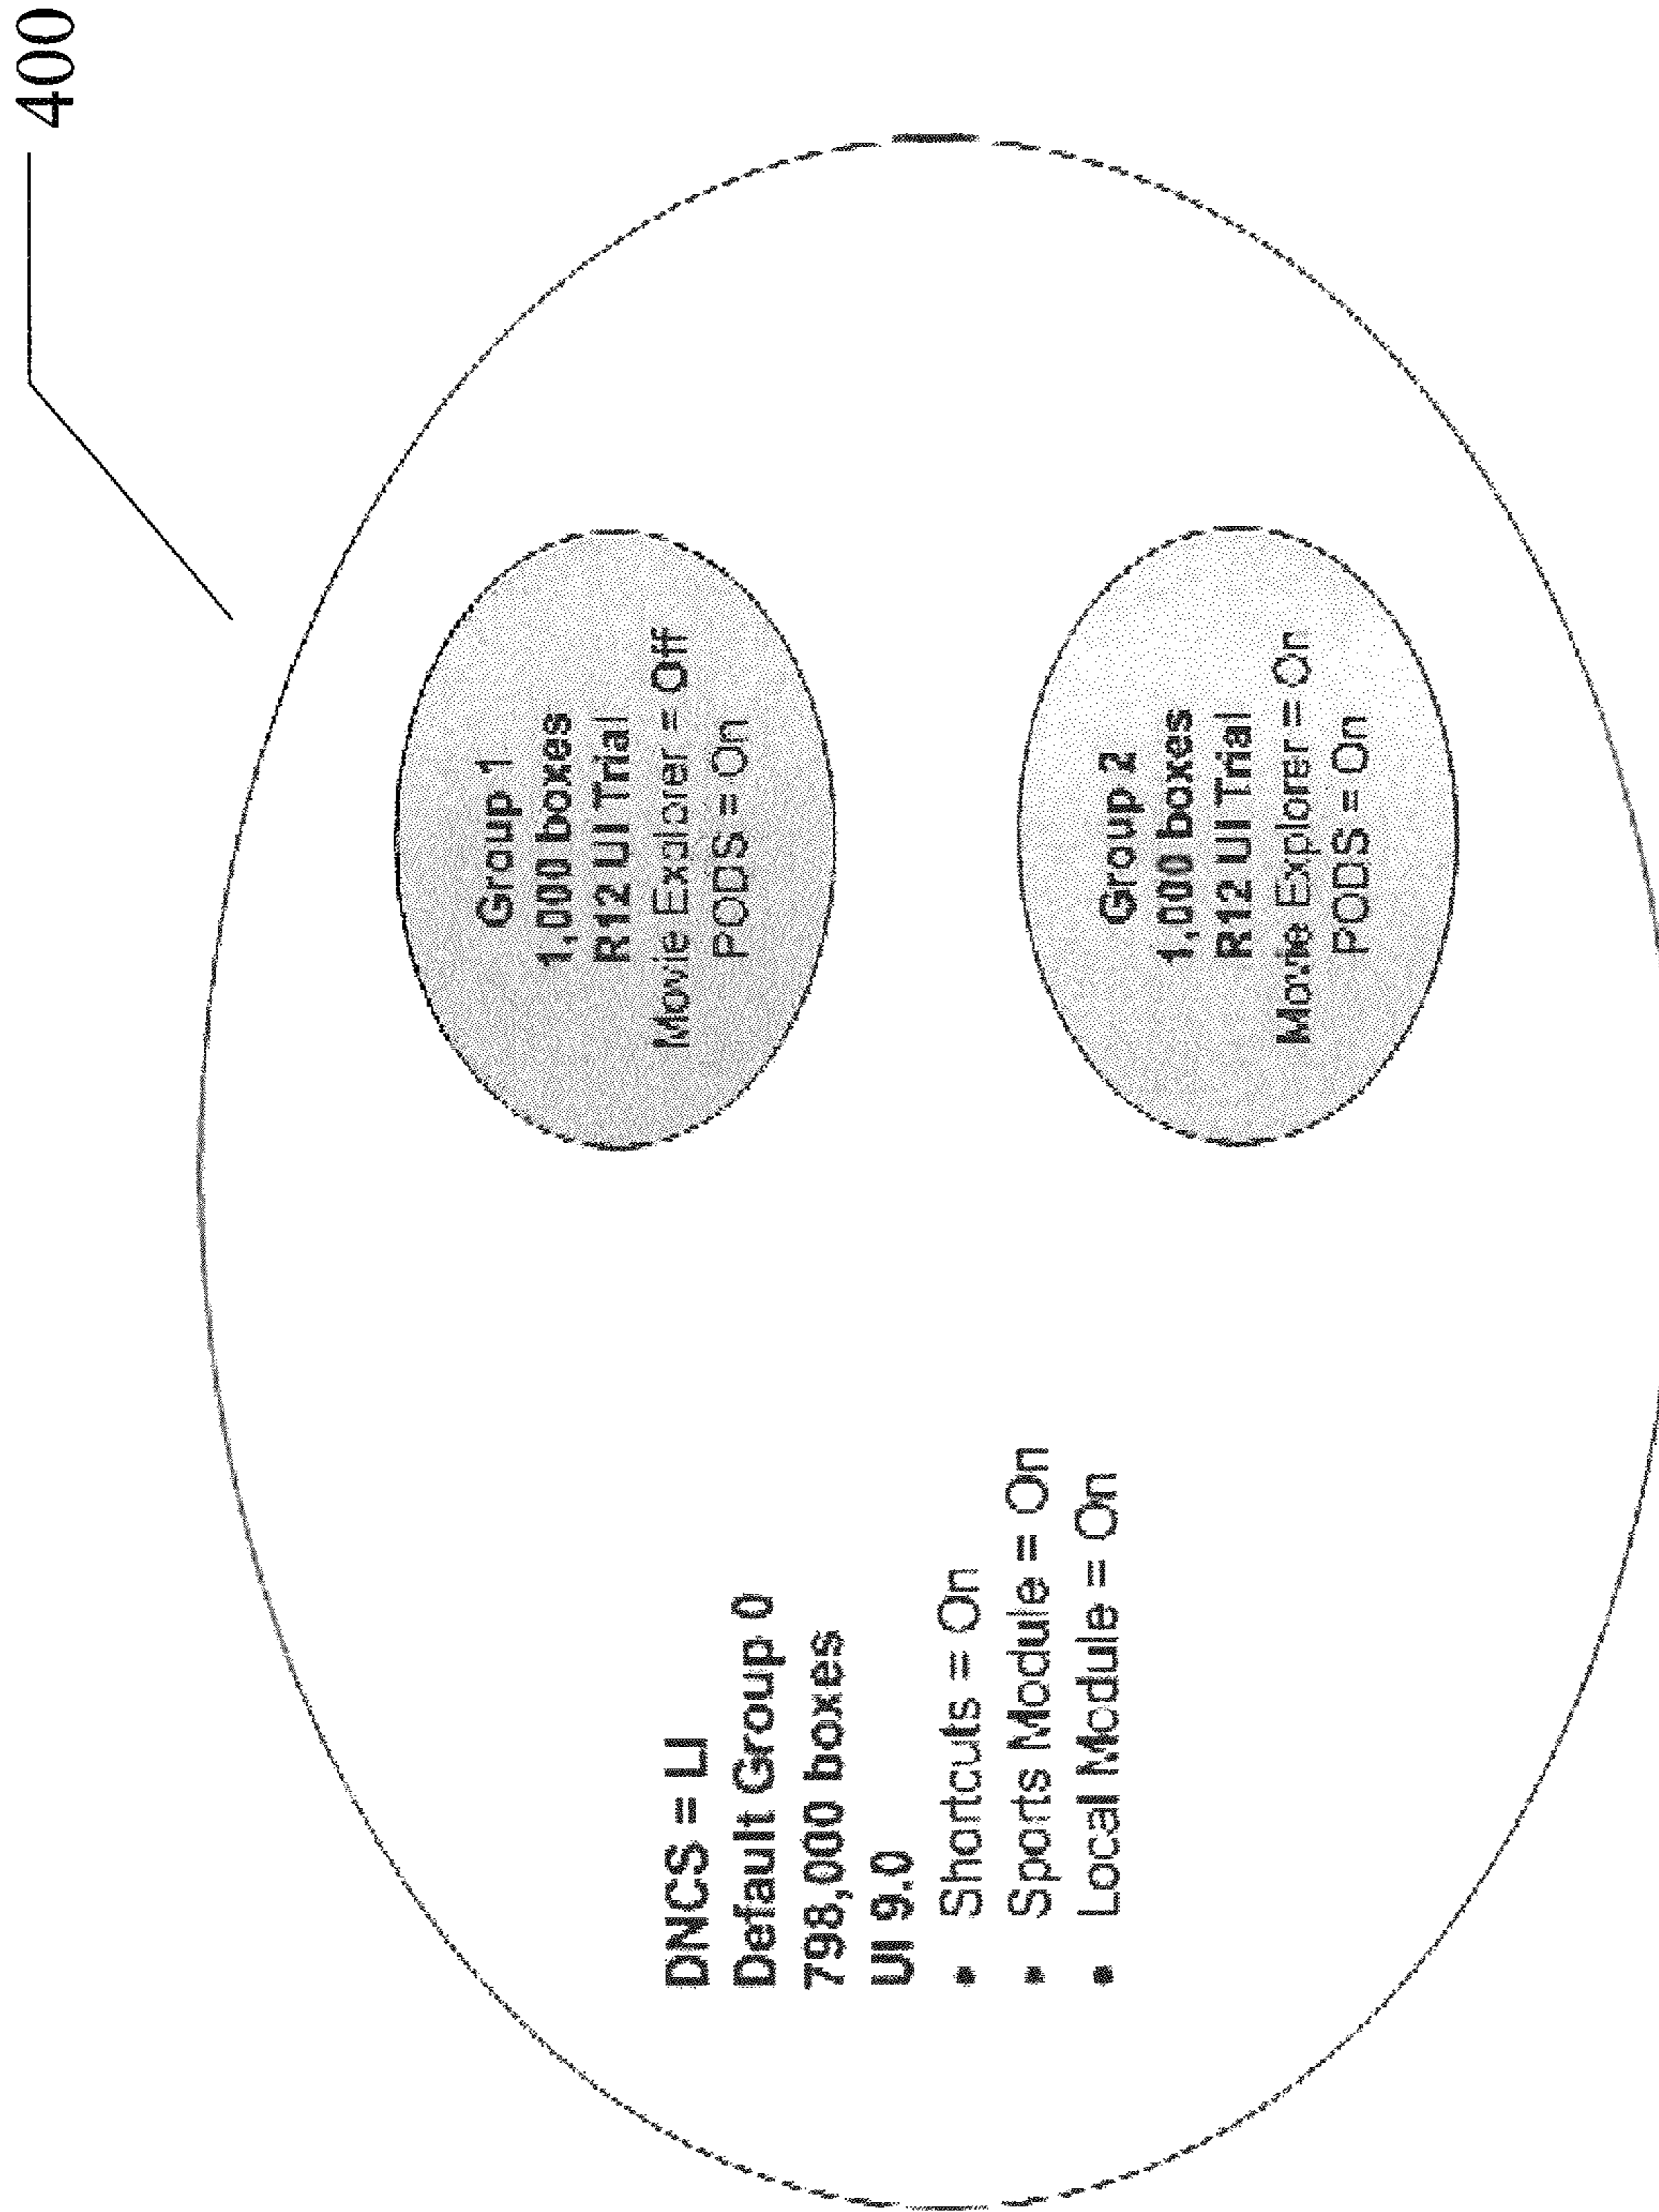 400
DNCS = LI
Default Group 0
798,000 boxes
UI 9.0
• Shortcuts = On
• Sports Module = On
• Local Module = On
Group 1
1,000 boxes
R12 UI Trial
Movie Explorer = Off
PODS = On
Group 2
1,000 boxes
R12 UI Trial
Movie Explorer = On
PODS = On